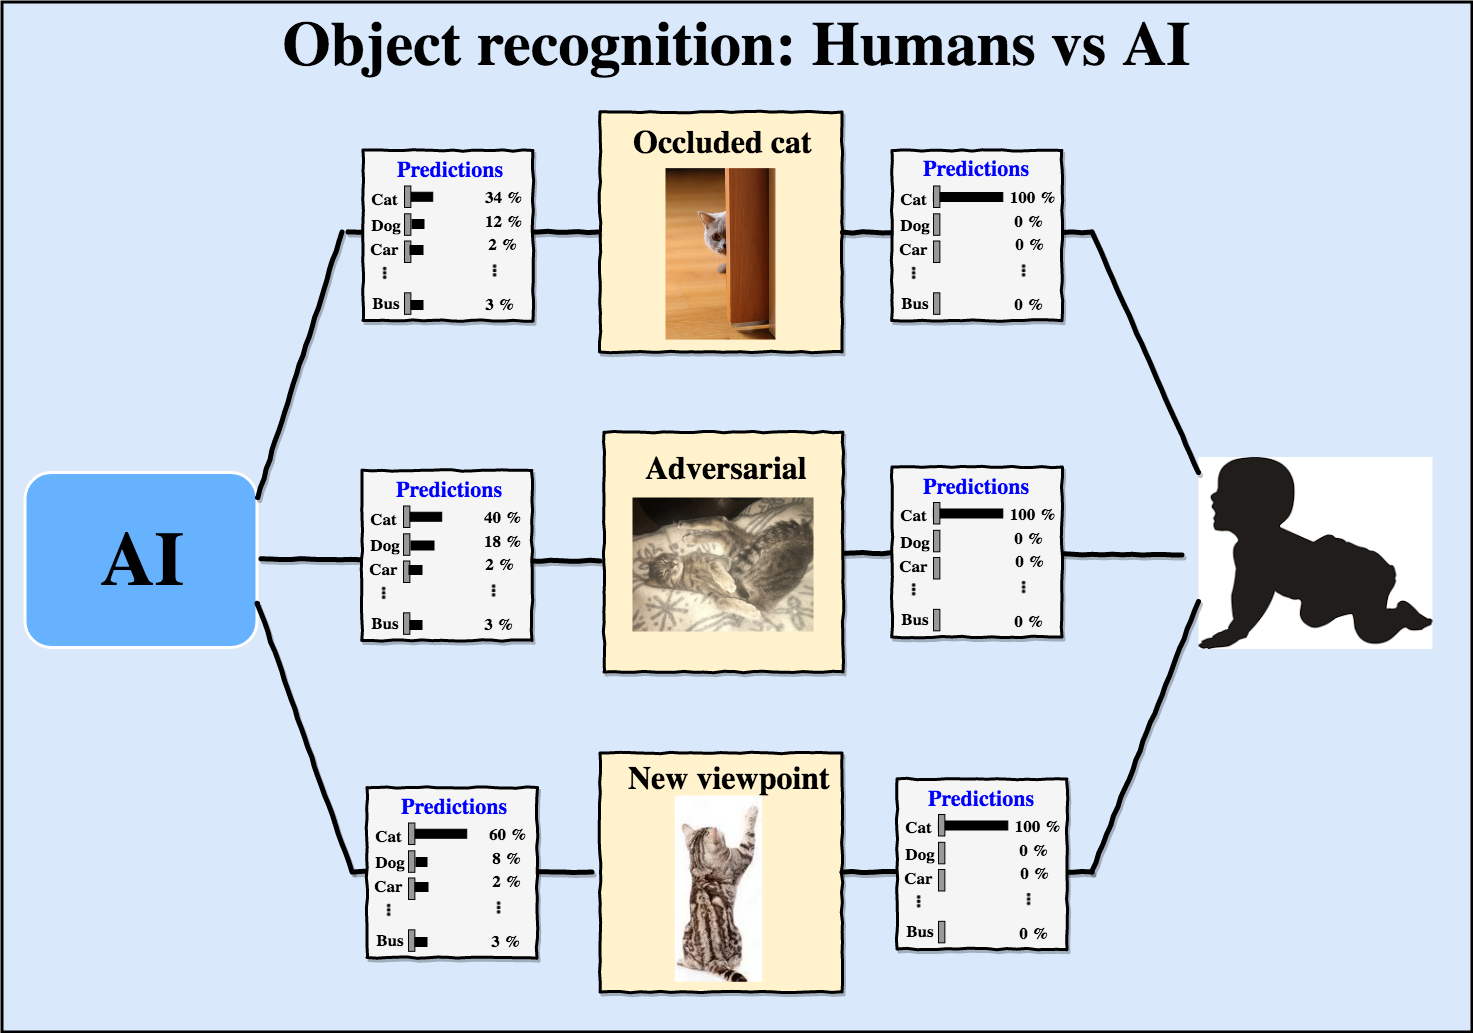 Object recognition: Humans vs AI
Occluded cat
Predictions
Cat 34 %
Dog 12 %
Car 2 %
Bus 3 %
Predictions
Cat 100 %
Dog 0 %
Car 0 %
Bus 0 %
AI
Adversarial
Predictions
Cat 40 %
Dog 18 %
Car 2 %
Bus 3 %
Predictions
Cat 100 %
Dog 0 %
Car 0 %
Bus 0 %
New viewpoint
Predictions
Cat 60 %
Dog 8 %
Car 2 %
Bus 3 %
Predictions
Cat 100 %
Dog 0 %
Car 0 %
Bus 0 %